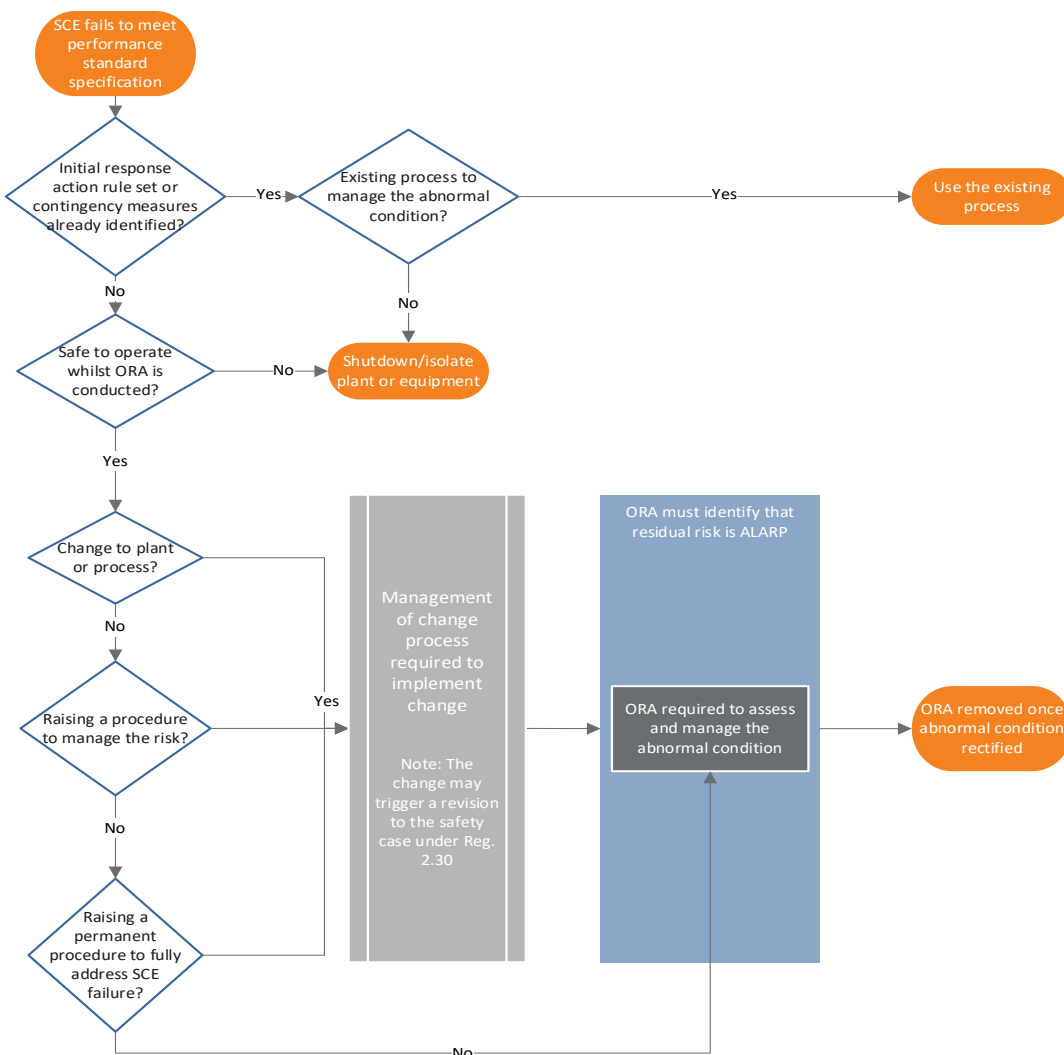 SCE fails to meet
performance
standard
specification
Initial response
action rule set or
contingency measures
already identified?
Yes
Existing process to
manage the abnormal
condition?
Yes
Use the existing
process
No
No
Safe to operate
whilst ORA is
conducted?
No
Shutdown/isolate
plant or equipment
Yes
Change to plant
or process?
No
Raising a procedure
to manage the risk?
Yes
No
Raising a
permanent
procedure to fully
address SCE
failure?
No
Management
of change
process
required to
implement
change
Note: The
change may
trigger a revision
to the safety
case under Reg.
2.30
ORA must identify that
residual risk is ALARP
ORA required to assess
and manage the
abnormal condition
ORA removed once
abnormal condition
rectified